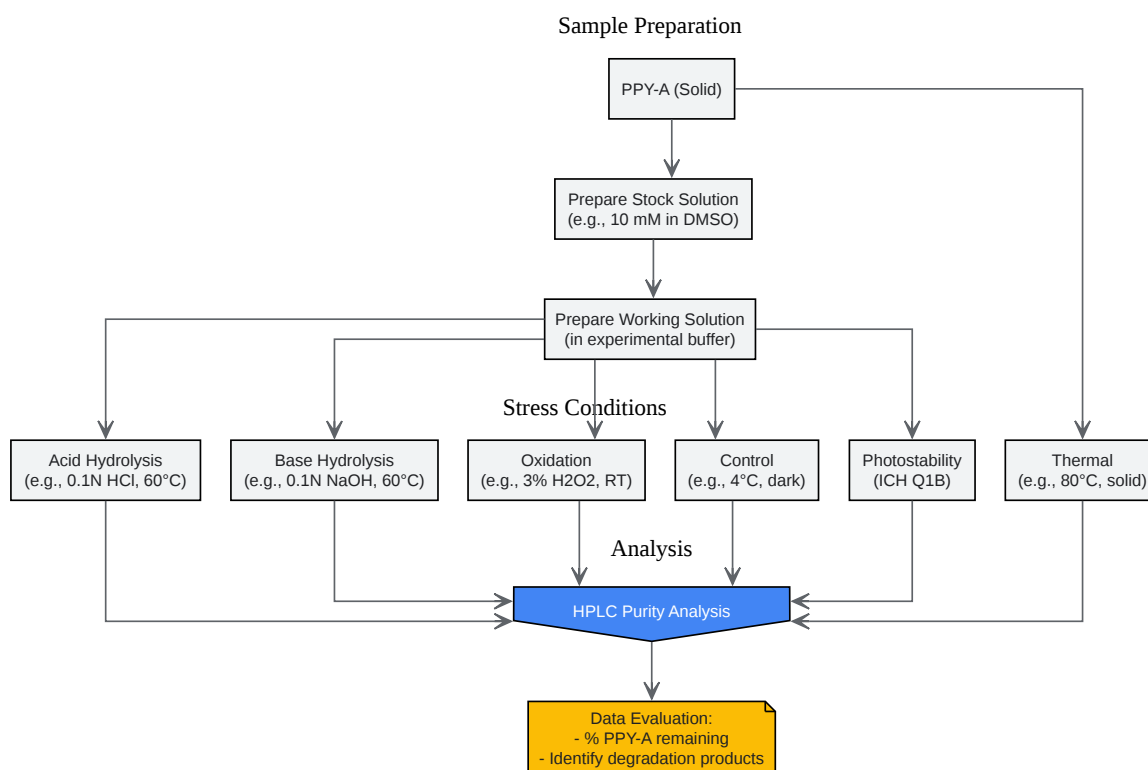 Sample Preparation
PPY-A (Solid)
Prepare Stock Solution
(e.g., 10 mM in DMSO)
Prepare Working Solution
(in experimental buffer)
Stress Conditions
Acid Hydrolysis
(e.g., 0.1N HCl, 60°C)
Base Hydrolysis
(e.g., 0.1N NaOH, 60°C)
Oxidation
(e.g., 3% H2O2, RT)
Control
(e.g., 4°C, dark)
Photostability
(ICH Q1B)
Thermal
(e.g., 80°C, solid)
Analysis
HPLC Purity Analysis
Data Evaluation:
- % PPY-A remaining
- Identify degradation products